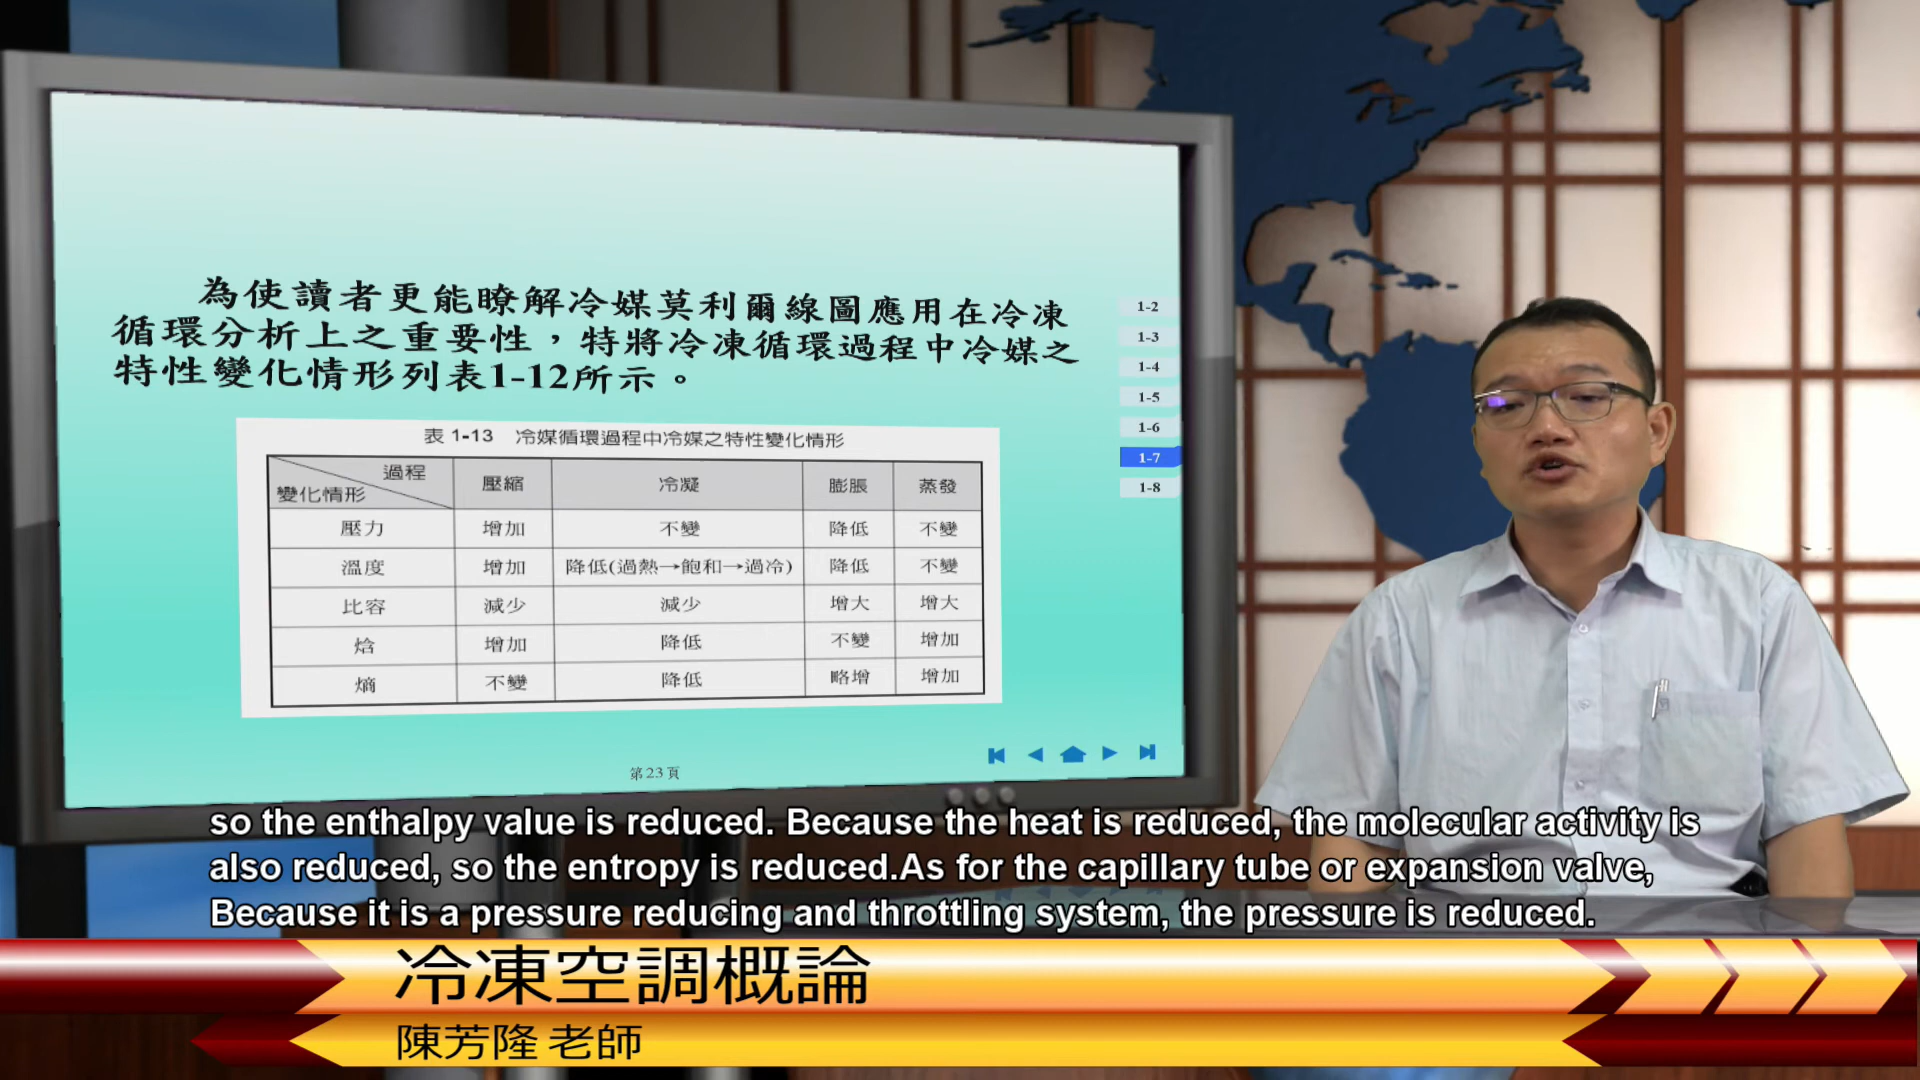 為使讀者更能瞭解冷媒莫利爾線圖應用在冷凍
循環分析上之重要性，特將冷凍循環過程中冷媒之
特性變化情形列表1-12所示。
表 1-13 冷媒循環過程中冷媒之特性變化情形
過程
變化情形 壓縮 冷凝 膨脹 蒸發
壓力 增加 不變 降低 不變
溫度 增加 降低(過熱→飽和→過冷) 降低 不變
比容 減少 減少 增大 增大
焓 增加 降低 不變 增加
熵 不變 降低 略增 增加
第23頁
1-2
1-3
1-4
1-5
1-6
1-7
1-8
so the enthalpy value is reduced. Because the heat is reduced, the molecular activity is
also reduced, so the entropy is reduced.As for the capillary tube or expansion valve,
Because it is a pressure reducing and throttling system, the pressure is reduced.
冷凍空調概論
陳芳隆 老師